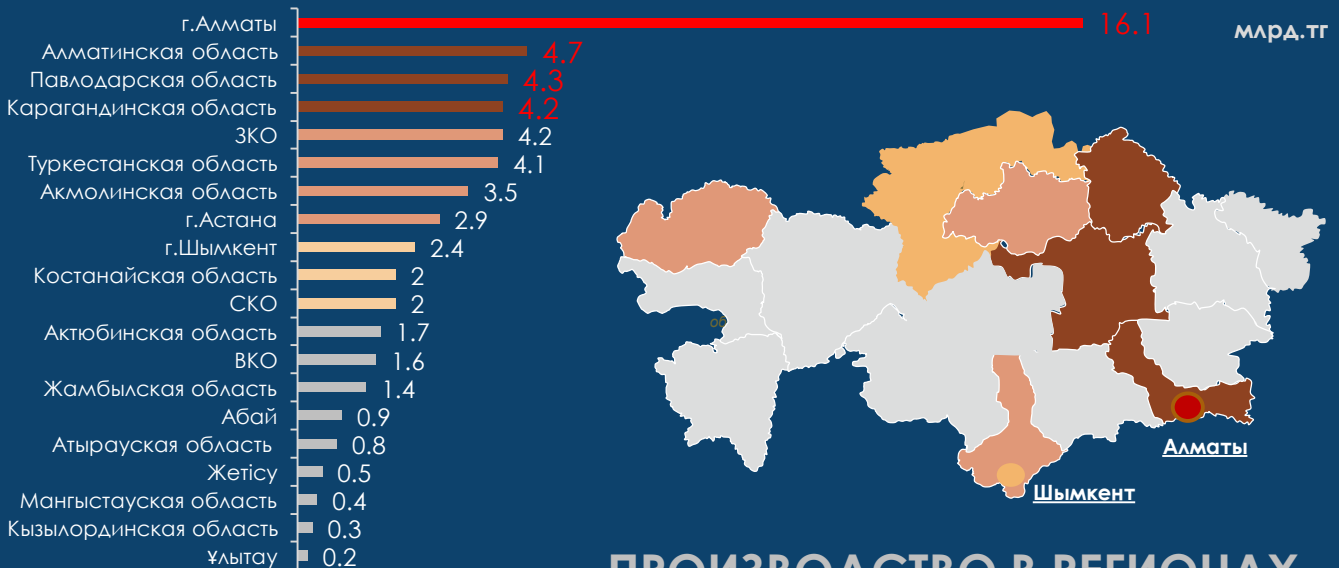 г.Алматы 16.1
млрд.тг
Алматинская область 4.7
Павлодарская область 4.3
Карагандинская область 4.2
ЗКО 4.2
Туркестанская область 4.1
Акмолинская область 3.5
г.Астана 2.9
г.Шымкент 2.4
Костанайская область 2
СКО 2
Актюбинская область 1.7
ВКО 1.6
Жамбылская область 1.4
Абай 0.9
Атырауская область 0.8
Жетісу 0.5
Мангыстауская область 0.4
Кызылординская область 0.3
Ұлытау 0.2
об
Алматы
Шымкент
ПРОИЗВОДСТВО В РЕГИОНАХ